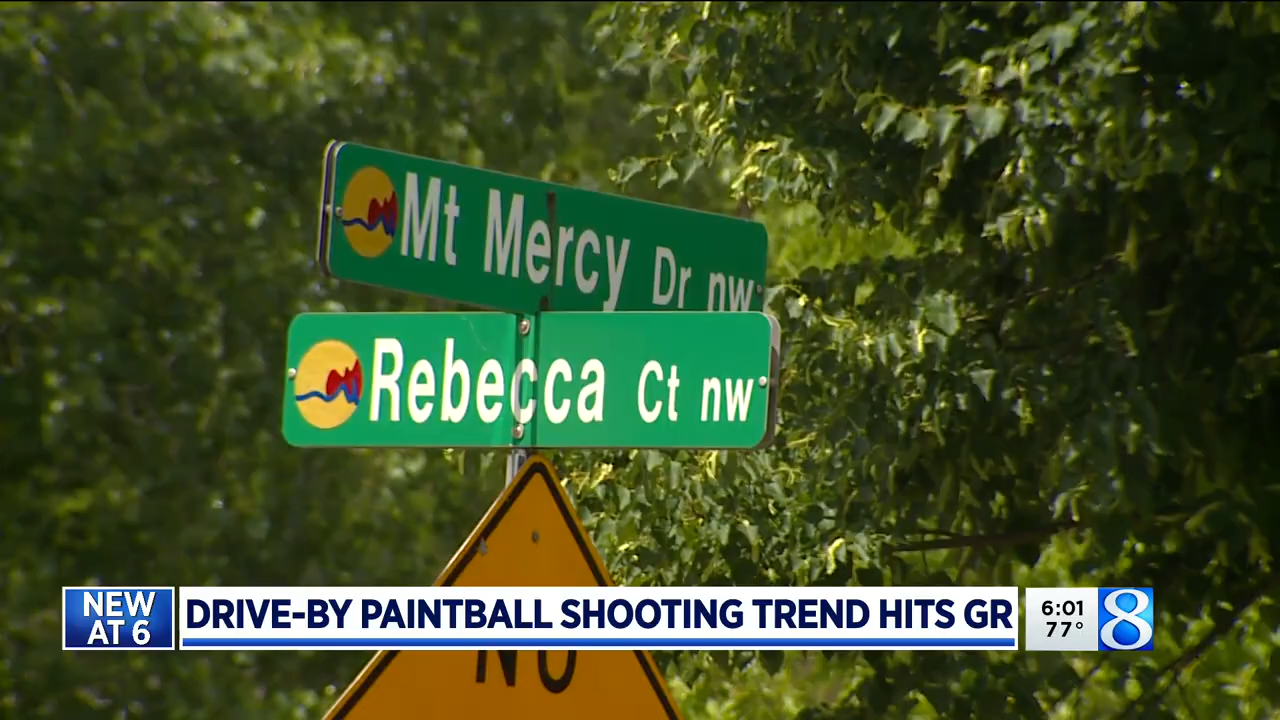 Mt Mercy Dr nw
Rebecca Ct nw
NO
NEW
AT 6
DRIVE-BY PAINTBALL SHOOTING TREND HITS GR
6:01
77°
8